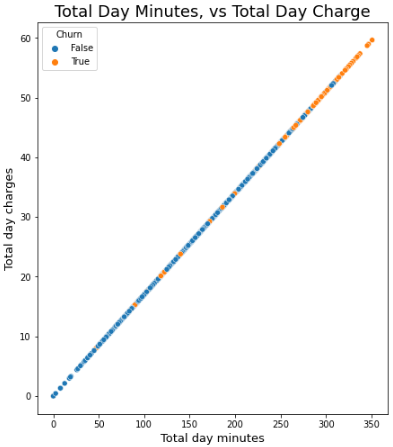 Total Day Minutes, vs Total Day Charge
Churn
False
True
Total day charges
60
50
40
30
20
10
0
0 50 100 150 200 250 300 350
Total day minutes